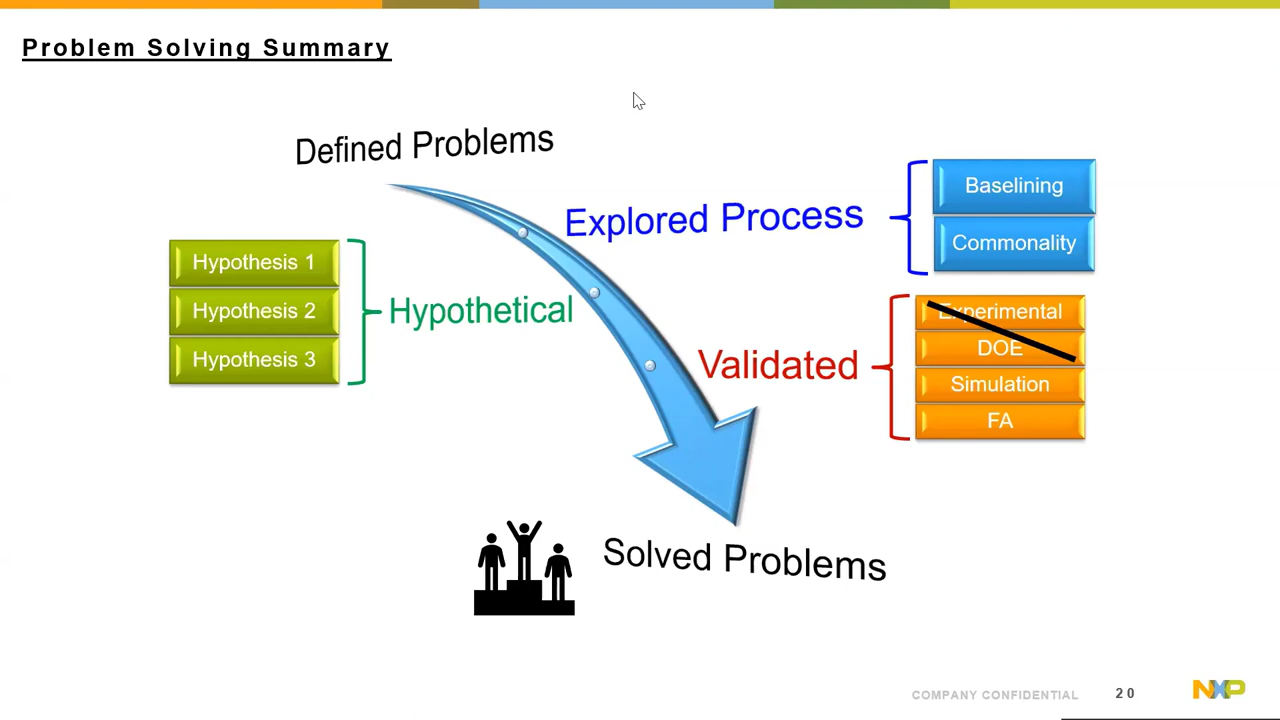 Problem Solving Summary
Defined Problems
Explored Process
Baselining
Commonality
Hypothesis 1
Hypothesis 2
Hypothesis 3
Hypothetical
Validated
Experimental
DOE
Simulation
FA
Solved Problems
COMPANY CONFIDENTIAL
20
NXP